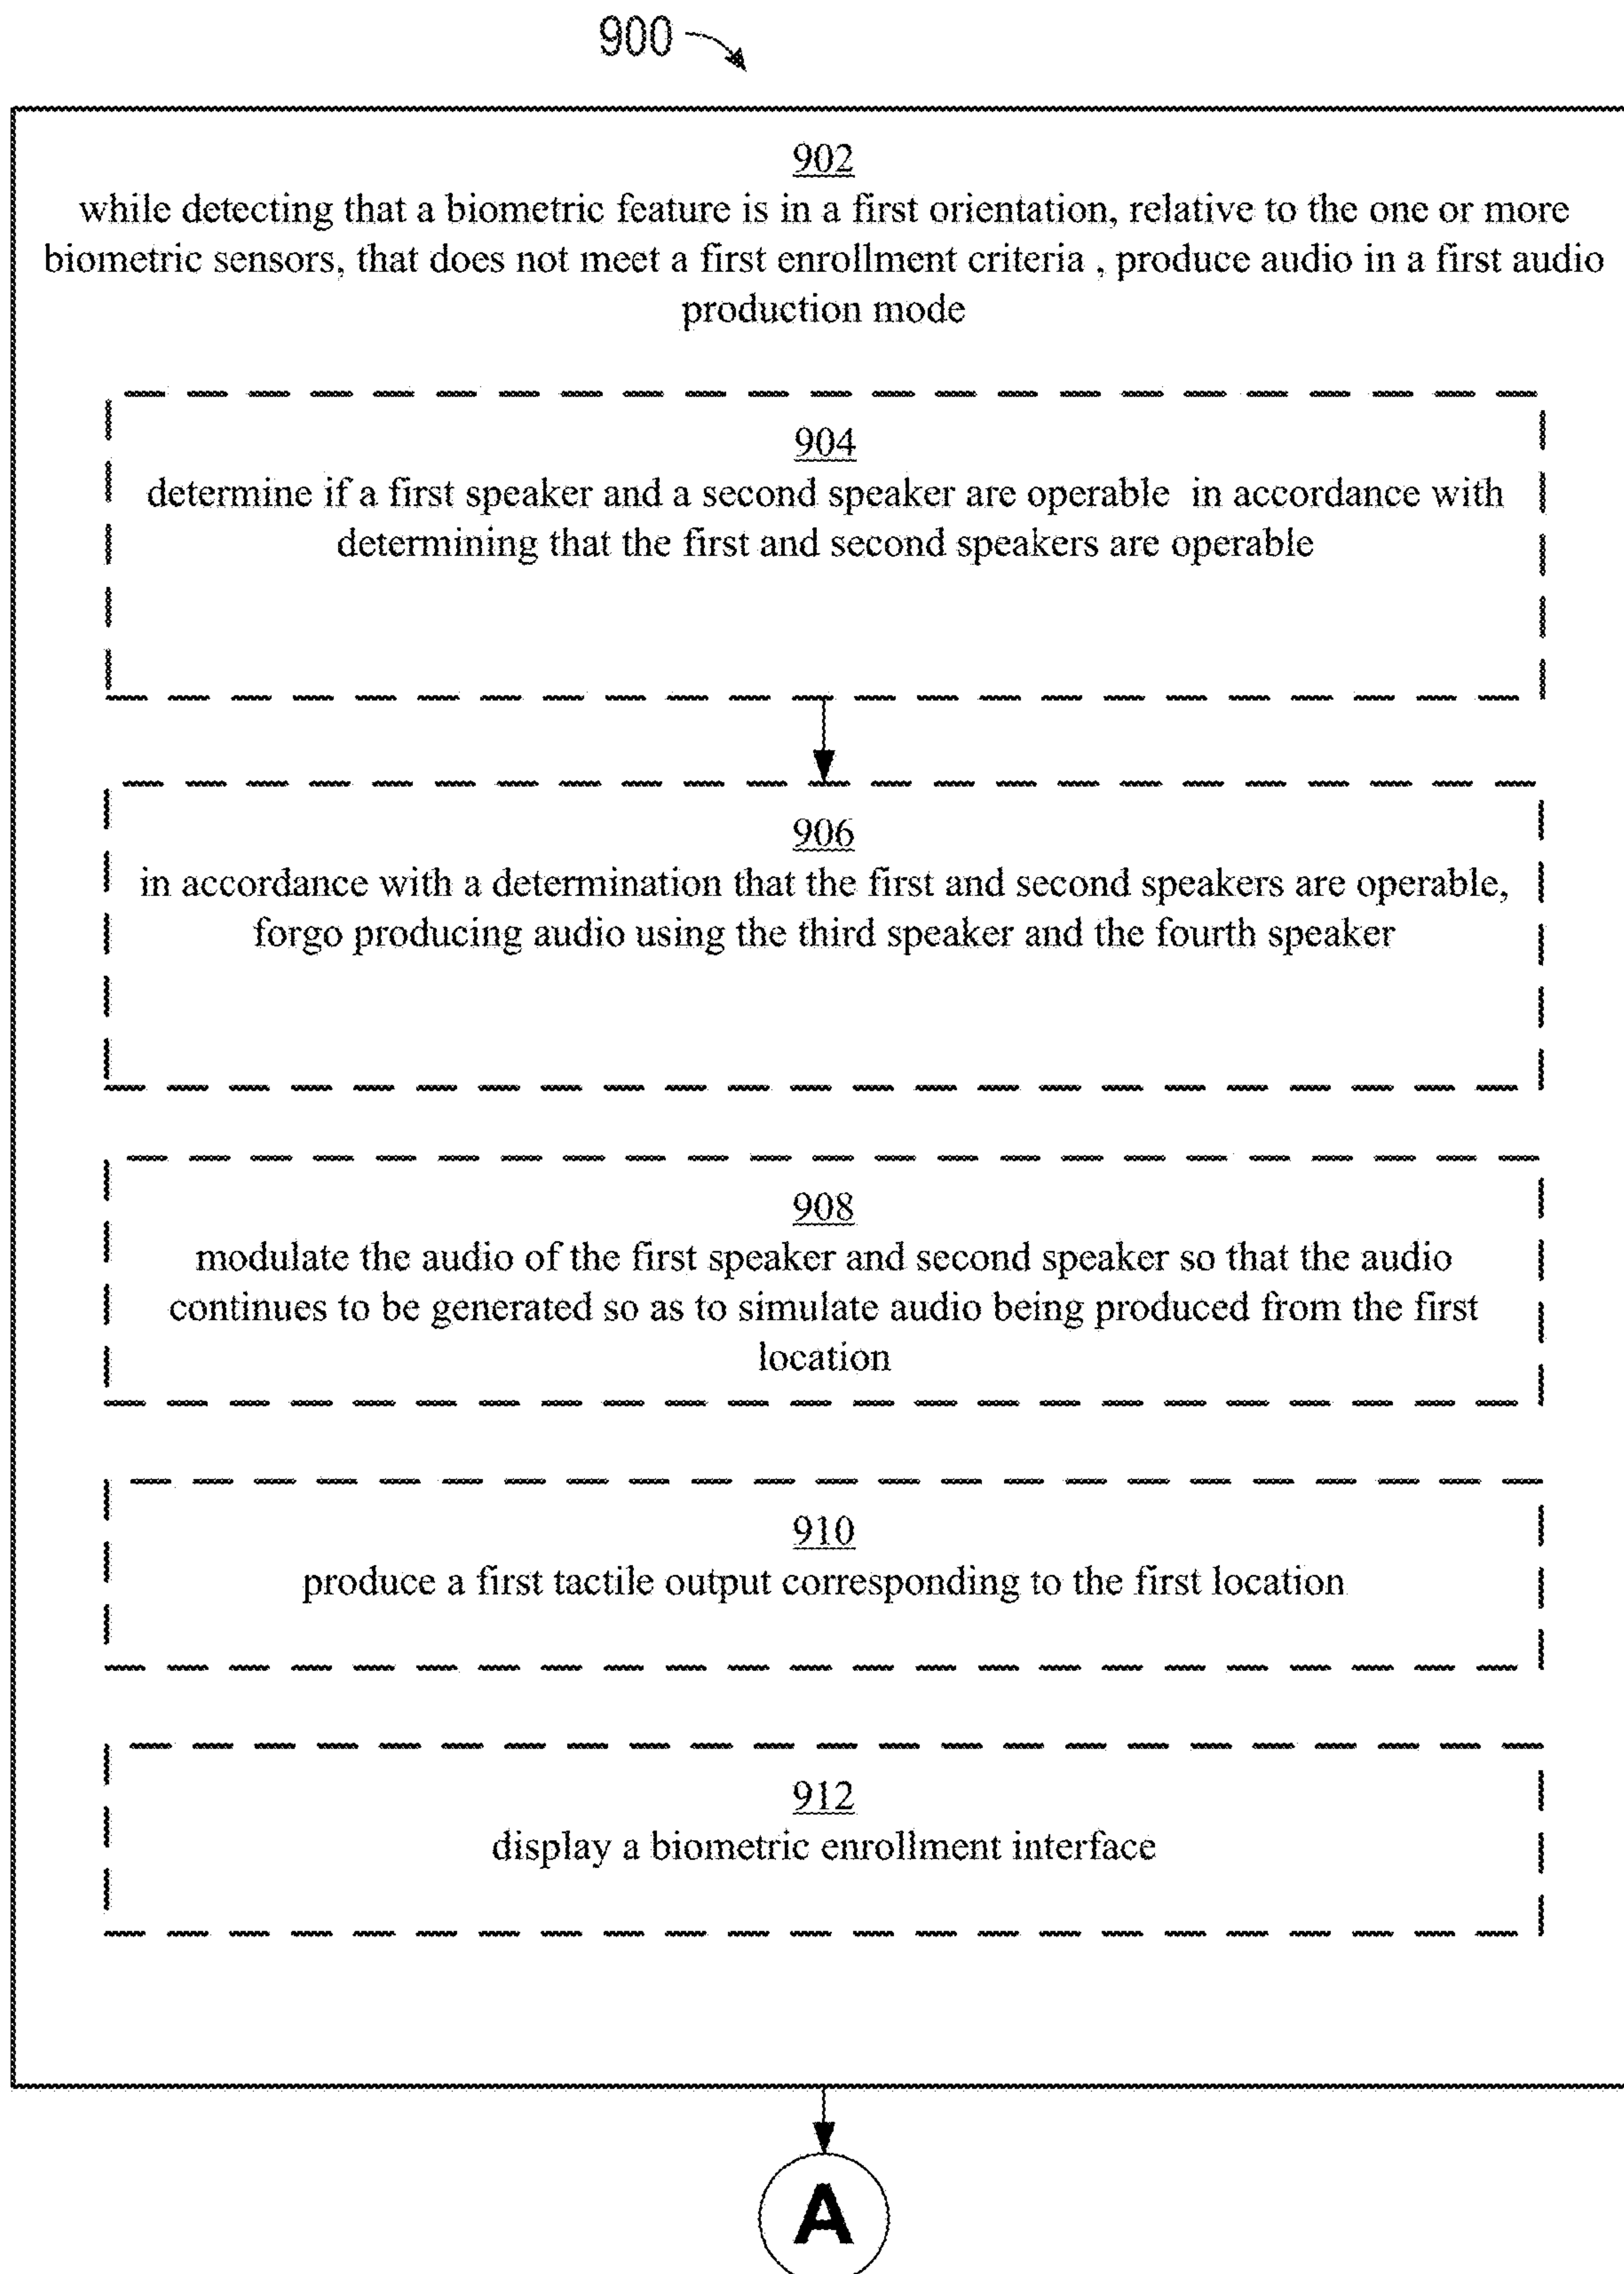 900
902
while detecting that a biometric feature is in a first orientation, relative to the one or more
biometric sensors, that does not meet a first enrollment criteria , produce audio in a first audio
production mode
904
determine if a first speaker and a second speaker are operable  in accordance with
determining that the first and second speakers are operable
906
in accordance with a determination that the first and second speakers are operable,
forgo producing audio using the third speaker and the fourth speaker
908
modulate the audio of the first speaker and second speaker so that the audio
continues to be generated so as to simulate audio being produced from the first
location
910
produce a first tactile output corresponding to the first location
912
display a biometric enrollment interface
A